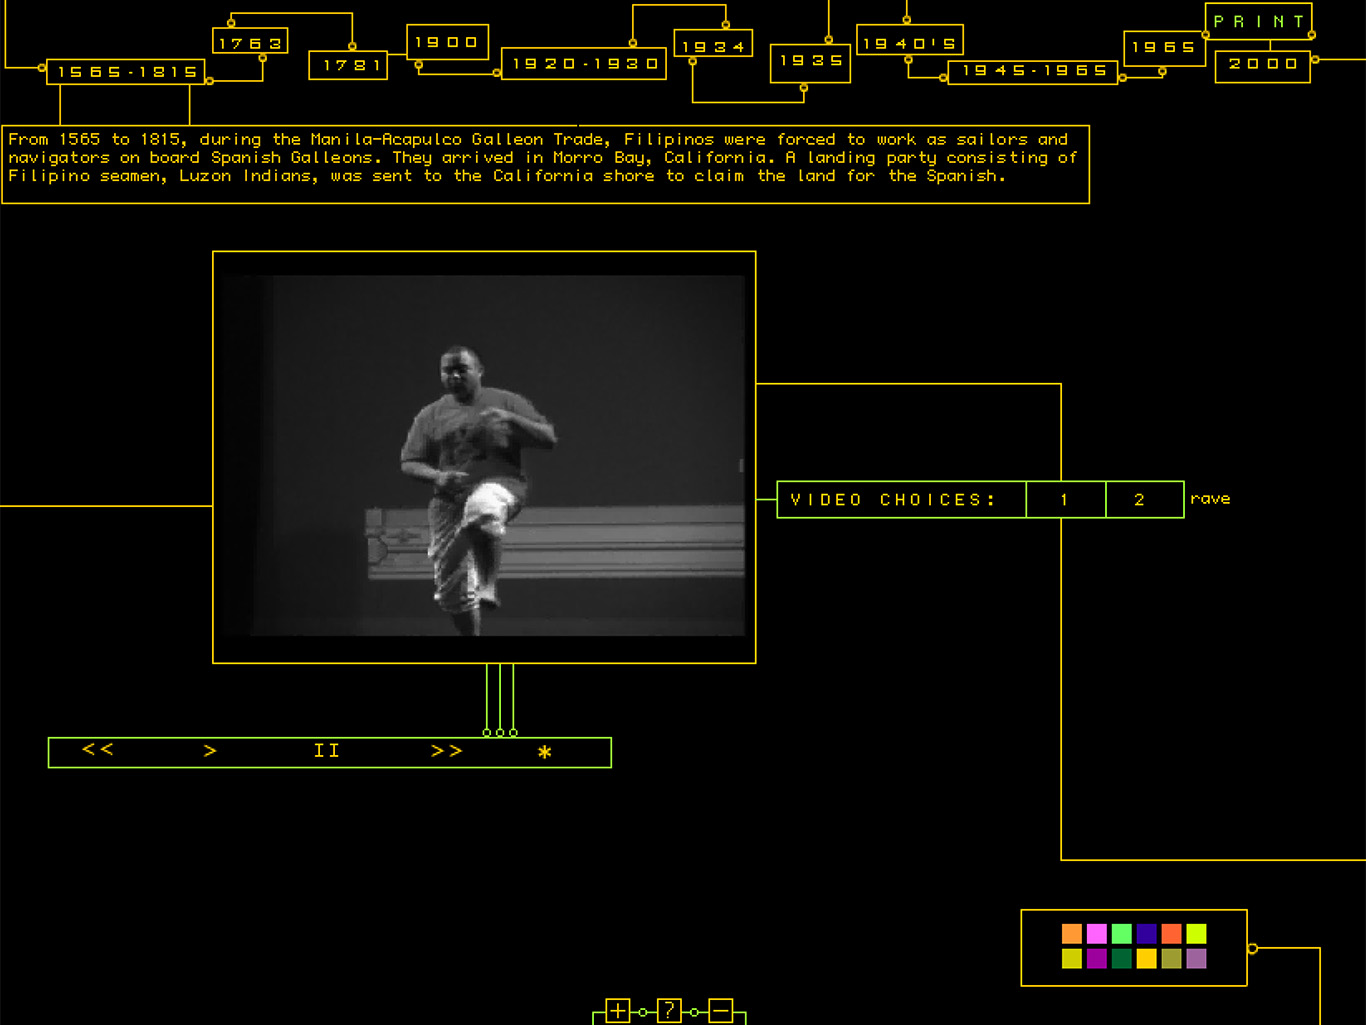 1763
1900
1934
1940'S
PRINT
1565-1815
1781
1920-1930
1935
1945-1965
1965
2000
From 1565 to 1815, during the Manila-Acapulco Galleon Trade, Filipinos were forced to work as sailors and
navigators on board Spanish Galleons. They arrived in Morro Bay, California. A landing party consisting of
Filipino seamen, Luzon Indians, was sent to the California shore to claim the land for the Spanish.
VIDEO CHOICES: 1 2 rave
<< > II >> *
+ ? -